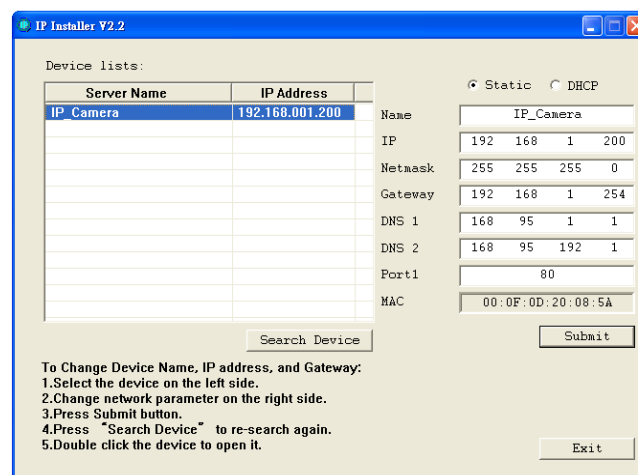 IP Installer V2.2
Device lists:
Server Name IP Address
IP_Camera 192.168.001.200
Static DHCP
Name IP_Camera
IP 192 168 1 200
Netmask 255 255 255 0
Gateway 192 168 1 254
DNS 1 168 95 1 1
DNS 2 168 95 192 1
Port1 80
MAC 00:0F:0D:20:08:5A
Search Device
Submit
To Change Device Name, IP address, and Gateway:
1.Select the device on the left side.
2.Change network parameter on the right side.
3.Press Submit button.
4.Press “Search Device” to re-search again.
5.Double click the device to open it.
Exit